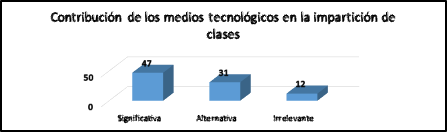 Contribución de los medios tecnológicos en la impartición de
clases
47
31
12
50
0
Significativa
Alternativa
Irrelevante